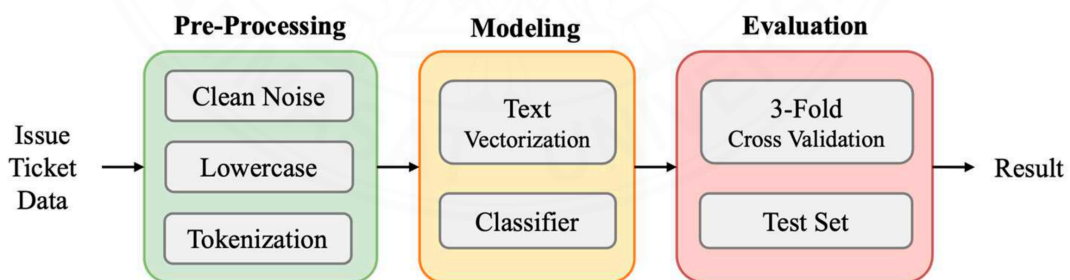 Pre-Processing
Modeling
Evaluation
Issue
Ticket
Data
Clean Noise
Lowercase
Tokenization
Text
Vectorization
Classifier
3-Fold
Cross Validation
Test Set
Result